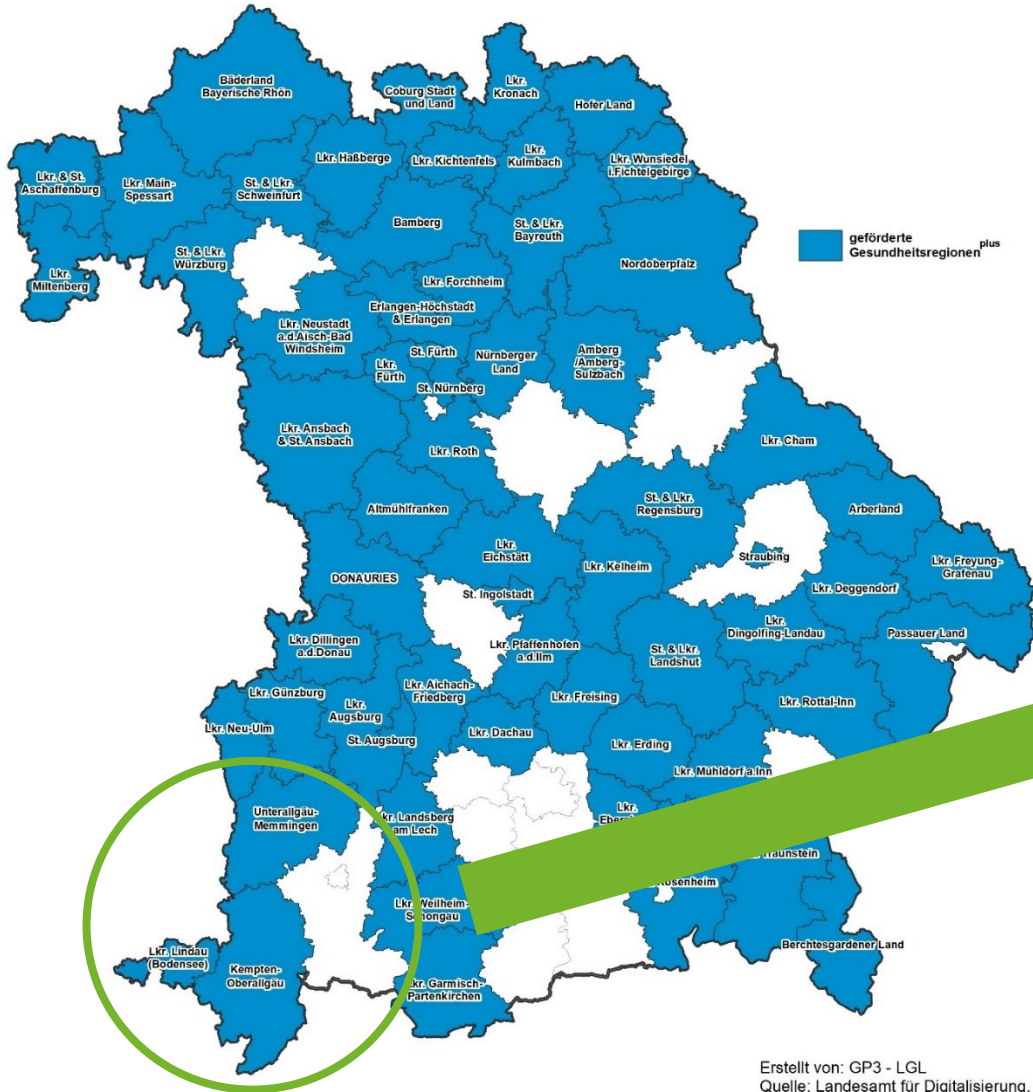 Bäderland
Bayerische Rhön
Coburg Stadt
und Land
Lkr.
Kronach
Hofer Land
Lkr. & St.
Aschaffenburg
Lkr. Main-
Spessart
St. & Lkr.
Schweinfurt
Lkr. Haßberge
Lkr. Kichtenfels
Lkr.
Kulmbach
Lkr. Wunsiedel
i.Fichtelgebirge
Lkr.
Miltenberg
St. & Lkr.
Würzburg
Bamberg
St. & Lkr.
Bayreuth
Nordoberpfalz
geförderte
Gesundheitsregionen plus
Lkr. Forchheim
Erlangen-Höchstadt
& Erlangen
Lkr. Neustadt
a.d.Aisch-Bad
Windsheim
St. Fürth
Lkr.
Fürth
St. Nürnberg
Nürnberger
Land
Amberg
/Amberg-
Sulzbach
Lkr. Ansbach
& St. Ansbach
Lkr. Roth
Lkr. Cham
Altmühlfranken
St. & Lkr.
Regensburg
Arberland
Lkr.
Eichstätt
Lkr. Kelheim
Straubing
Lkr. Freyung-
Grafenau
DONAURIES
St. Ingolstadt
Lkr. Deggendorf
Lkr. Dillingen
a.d.Donau
Lkr. Pfaffenhofen
a.d.Ilm
St. & Lkr.
Landshut
Lkr.
Dingolfing-Landau
Passauer Land
Lkr. Günzburg
Lkr.
Augsburg
Lkr. Aichach-
Friedberg
Lkr. Freising
Lkr. Rottal-Inn
Lkr. Neu-Ulm
St. Augsburg
Lkr. Dachau
Lkr. Erding
Lkr. Mühldorf a.Inn
Unterallgäu-
Memmingen
Lkr. Landsberg
am Lech
Lkr.
Traunstein
Rosenheim
Lkr. Weilheim-
Schongau
Berchtesgardener Land
Lkr. Lindau
(Bodensee)
Kempten-
Oberallgäu
Lkr. Garmisch-
Partenkirchen
Erstellt von: GP3 - LGL
Quelle: Landesamt für Digitalisierung,